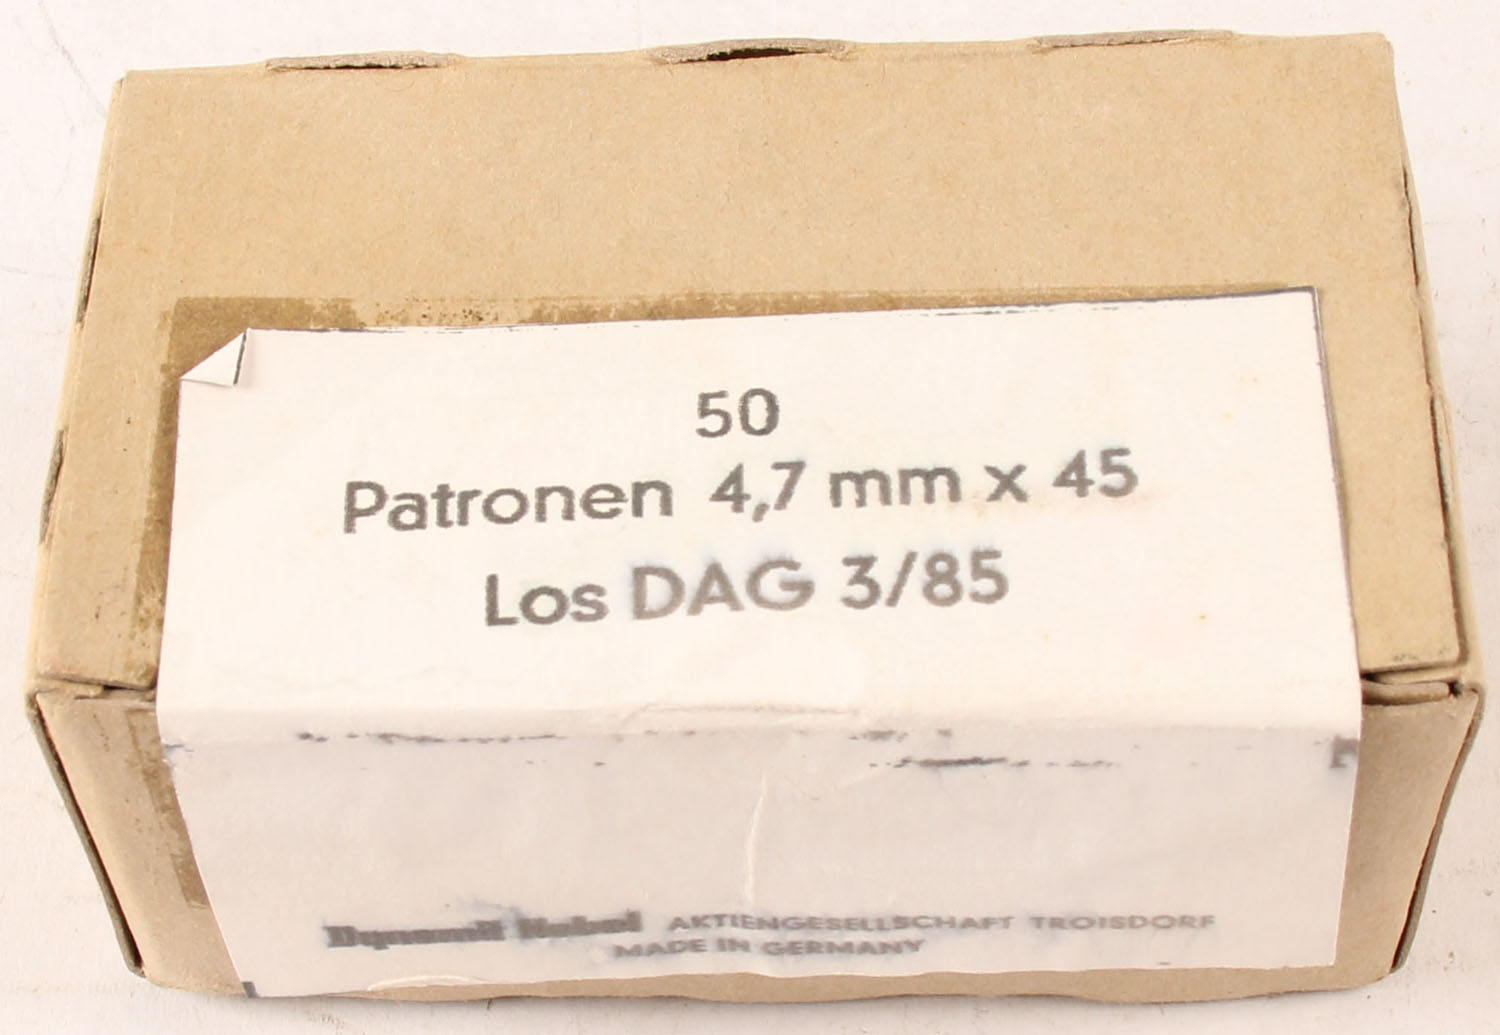 50
Patronen 4,7 mm x 45
Los DAG 3/85
Dynamit Nobel AKTIENGESELLSCHAFT TROISDORF
MADE IN GERMANY